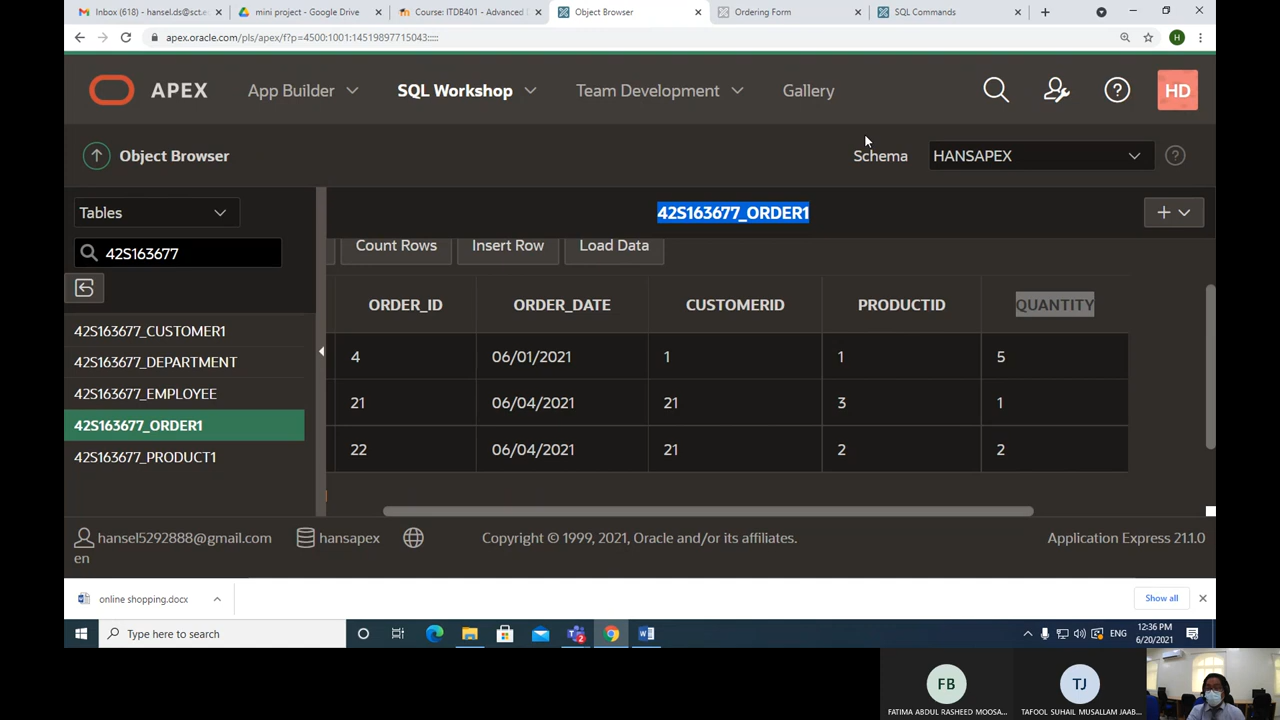 Inbox (618) - hansel.ds@sct.e
mini project - Google Drive
Course: ITDB401 - Advanced
Object Browser
Ordering Form
SQL Commands
apex.oracle.com/pls/apex/f?p=4500:1001:14519897715043:::::
H
APEX
App Builder
SQL Workshop
Team Development
Gallery
HD
Object Browser
Schema
HANSAPEX
Tables
42S163677_ORDER1
42S163677
Count Rows
Insert Row
Load Data
ORDER_ID
ORDER_DATE
CUSTOMERID
PRODUCTID
QUANTITY
42S163677_CUSTOMER1
4
06/01/2021
1
1
5
42S163677_DEPARTMENT
42S163677_EMPLOYEE
21
06/04/2021
21
3
1
42S163677_ORDER1
22
06/04/2021
21
2
2
42S163677_PRODUCT1
hansel5292888@gmail.com
hansapex
Copyright © 1999, 2021, Oracle and/or its affiliates.
Application Express 21.1.0
en
online shopping.docx
Show all
Type here to search
2
ENG
12:36 PM
6/20/2021
FB
TJ
FATIMA ABDUL RASHEED MOOSA...
TAFOOL SUHAIL MUSALLAM JAAB...